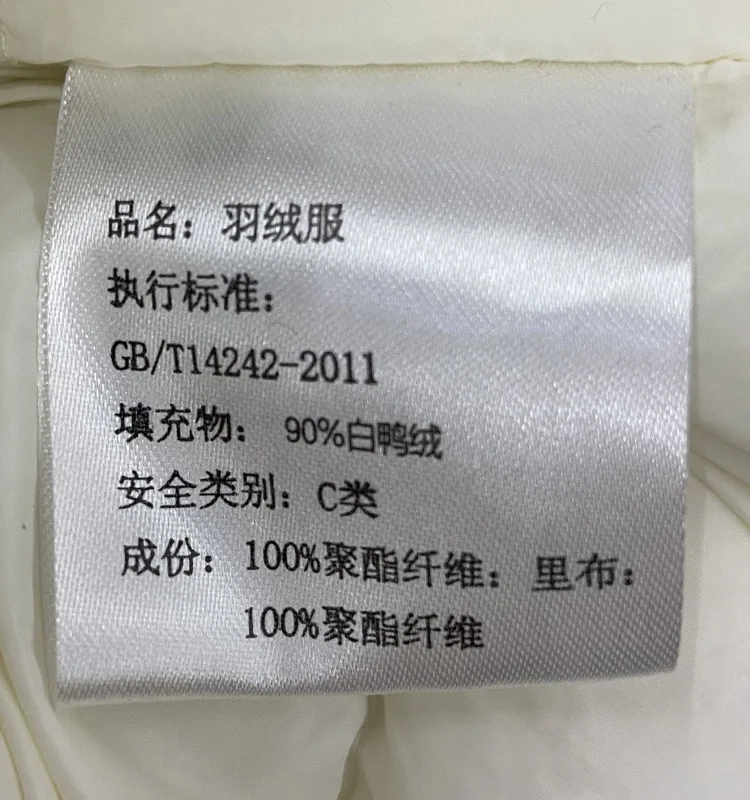 品名：羽绒服
执行标准：
GB/T14242-2011
填充物：90%白鸭绒
安全类别：C类
成份：100%聚酯纤维：里布：
100%聚酯纤维